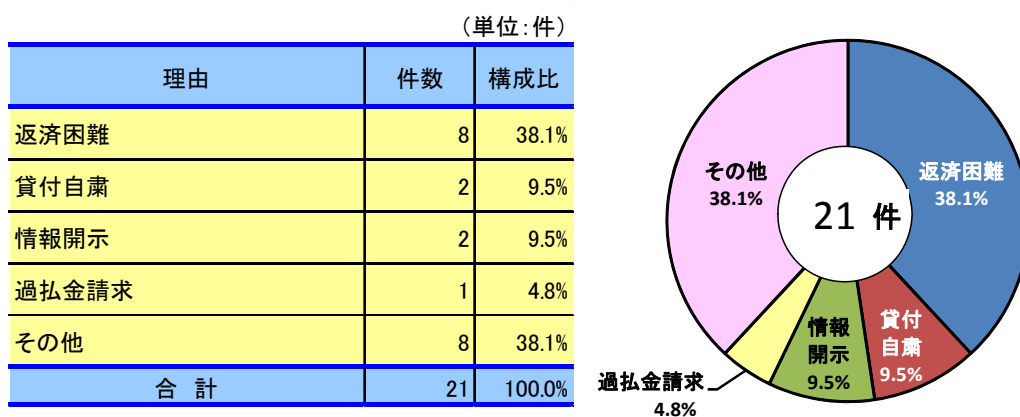 （単位：件）
理由 件数 構成比
返済困難 8 38.1%
貸付自粛 2 9.5%
情報開示 2 9.5%
過払金請求 1 4.8%
その他 8 38.1%
合 計 21 100.0%
その他
38.1%
返済困難
38.1%
21 件
情報
開示
9.5%
貸付
自粛
9.5%
過払金請求
4.8%